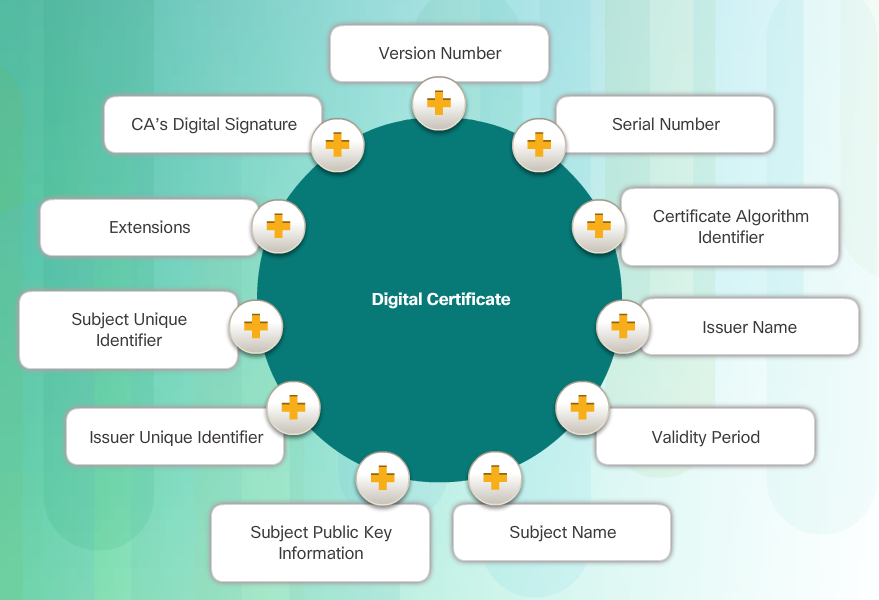 Version Number
CA's Digital Signature
Serial Number
Extensions
Certificate Algorithm
Identifier
Digital Certificate
Subject Unique
Identifier
Issuer Name
Issuer Unique Identifier
Validity Period
Subject Public Key
Information
Subject Name